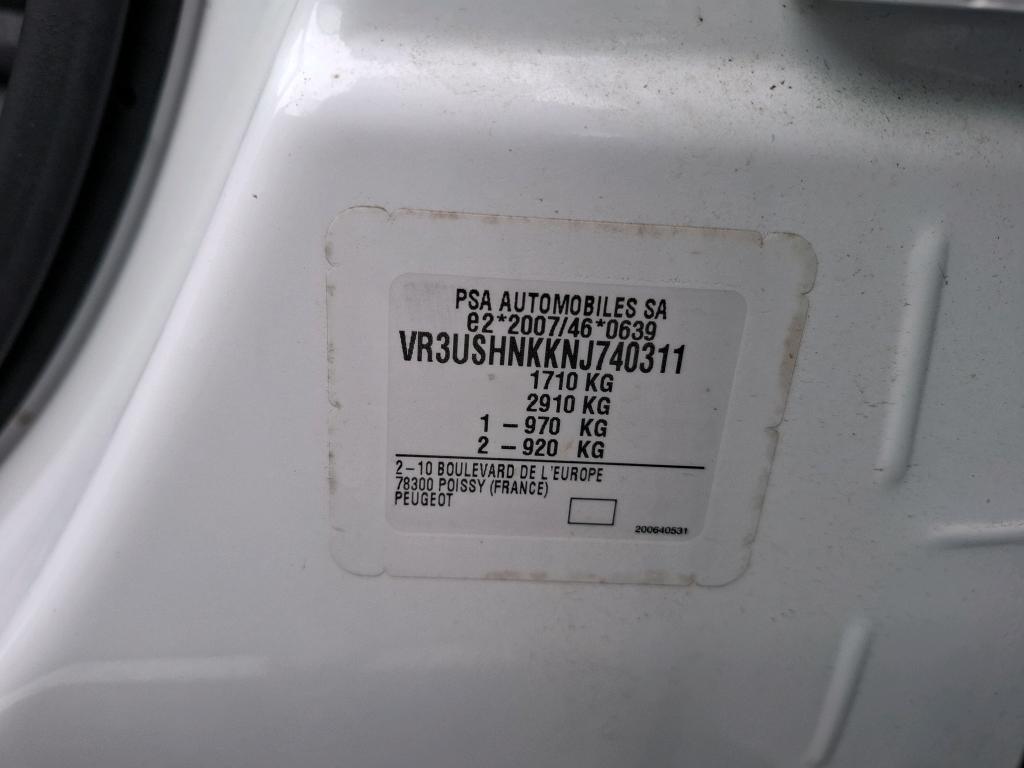 PSA AUTOMOBILES SA
e2*2007/46*0639
VR3USHNKKNJ740311
1710 KG
2910 KG
1 – 970 KG
2 – 920 KG
2 – 10 BOULEVARD DE L'EUROPE
78300 POISSY (FRANCE)
PEUGEOT
200640531